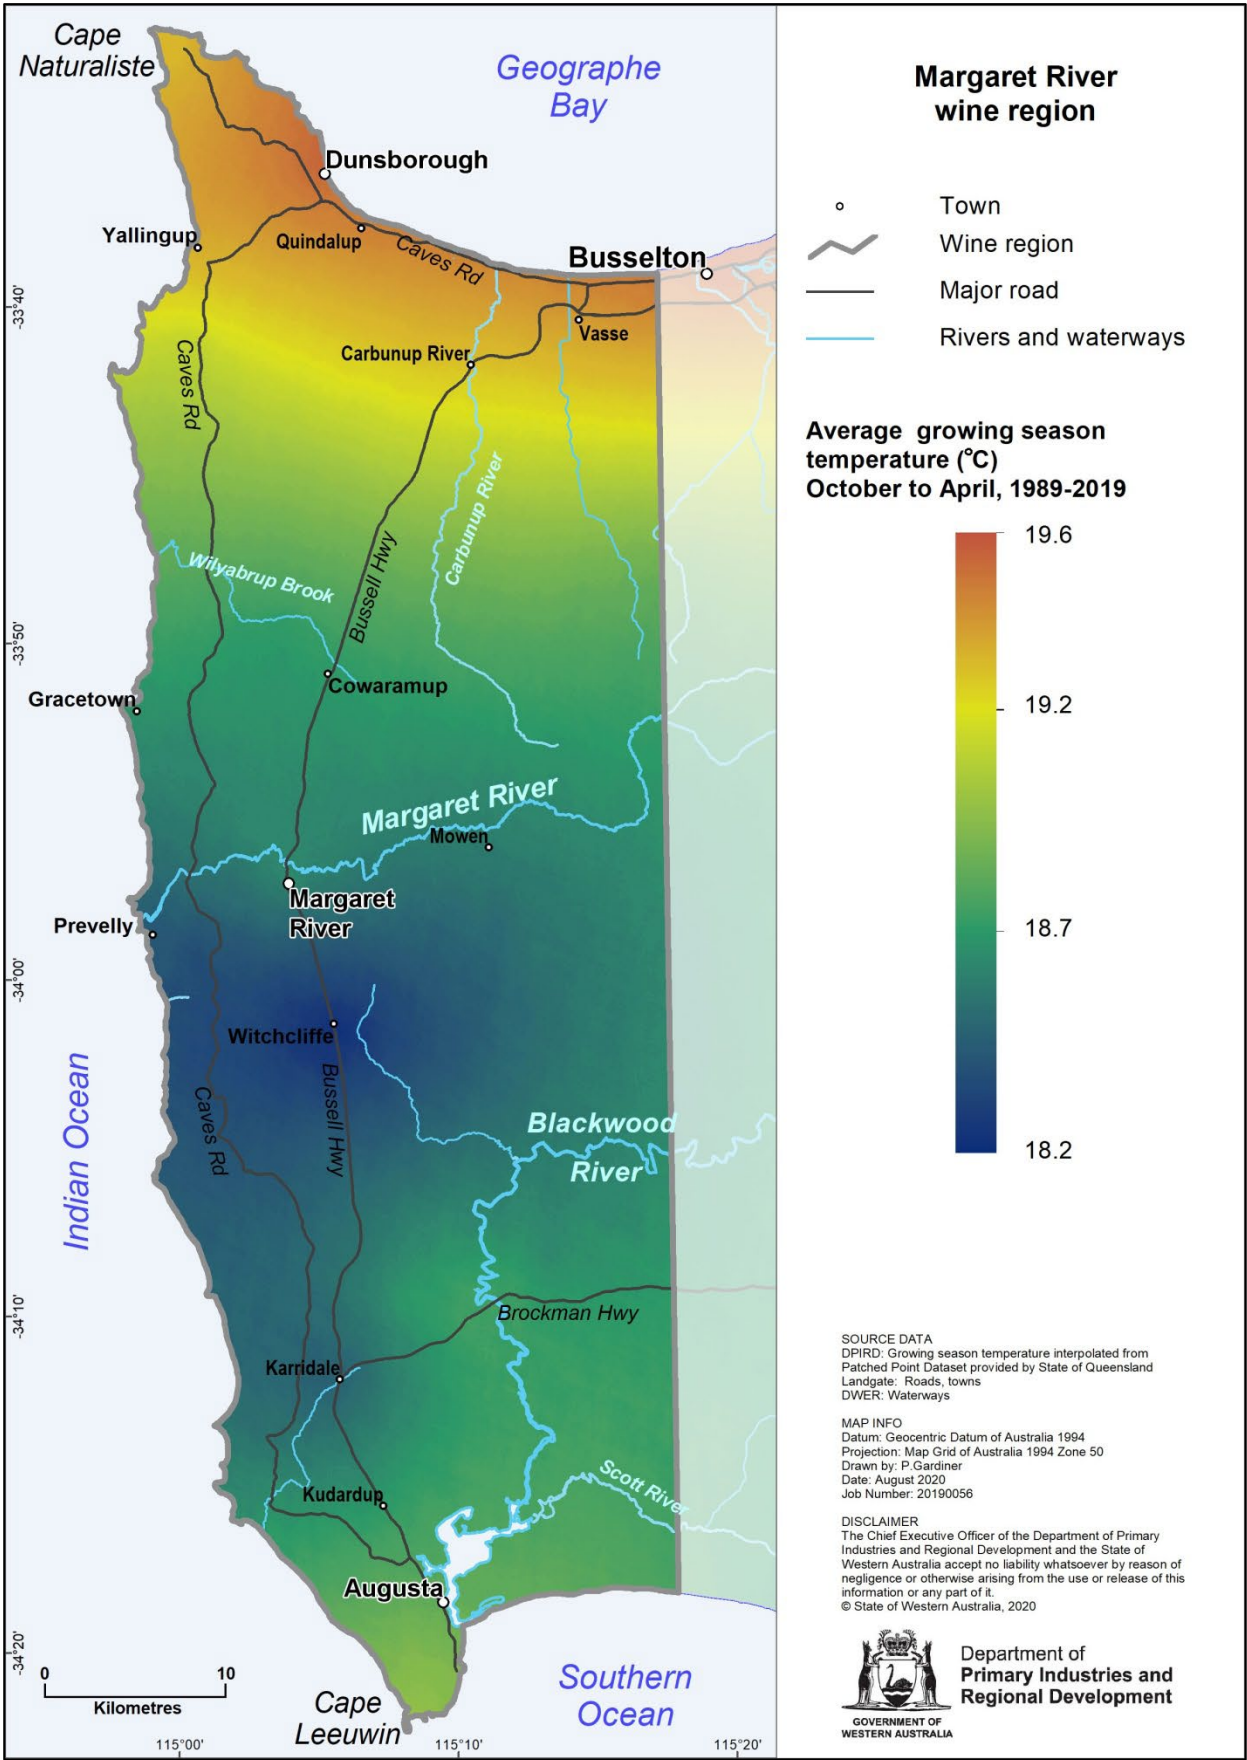 Cape
Naturaliste
Geographe
Bay
Dunsborough
Yallingup
Quindalup
Caves Rd
Busselton
Vasse
Carbunup River
Caves Rd
-33°40'
Carbunup River
Wilyabrup Brook
Bussell Hwy
-33°50'
Cowaramup
Gracetown
Margaret River
Mowen
Margaret
River
Prevelly
-34°00'
Witchcliffe
Bussell Hwy
Caves Rd
Indian Ocean
Blackwood
River
-34°10'
Brockman Hwy
Karridale
Scott River
Kudardup
Augusta
-34°20'
0 10
Kilometres
Cape
Leeuwin
Southern
Ocean
115°00' 115°10' 115°20'
Margaret River
wine region
Town
Wine region
Major road
Rivers and waterways
Average growing season
temperature (°C)
October to April, 1989-2019
19.6
19.2
18.7
18.2
SOURCE DATA
DPIRD: Growing season temperature interpolated from
Patched Point Dataset provided by State of Queensland
Landgate: Roads, towns
DWER: Waterways
MAP INFO
Datum: Geocentric Datum of Australia 1994
Projection: Map Grid of Australia 1994 Zone 50
Drawn by: P.Gardiner
Date: August 2020
Job Number: 20190056
DISCLAIMER
The Chief Executive Officer of the Department of Primary
Industries and Regional Development and the State of
Western Australia accept no liability whatsoever by reason of
negligence or otherwise arising from the use or release of this
information or any part of it.
© State of Western Australia, 2020
GOVERNMENT OF
WESTERN AUSTRALIA
Department of
Primary Industries and
Regional Development